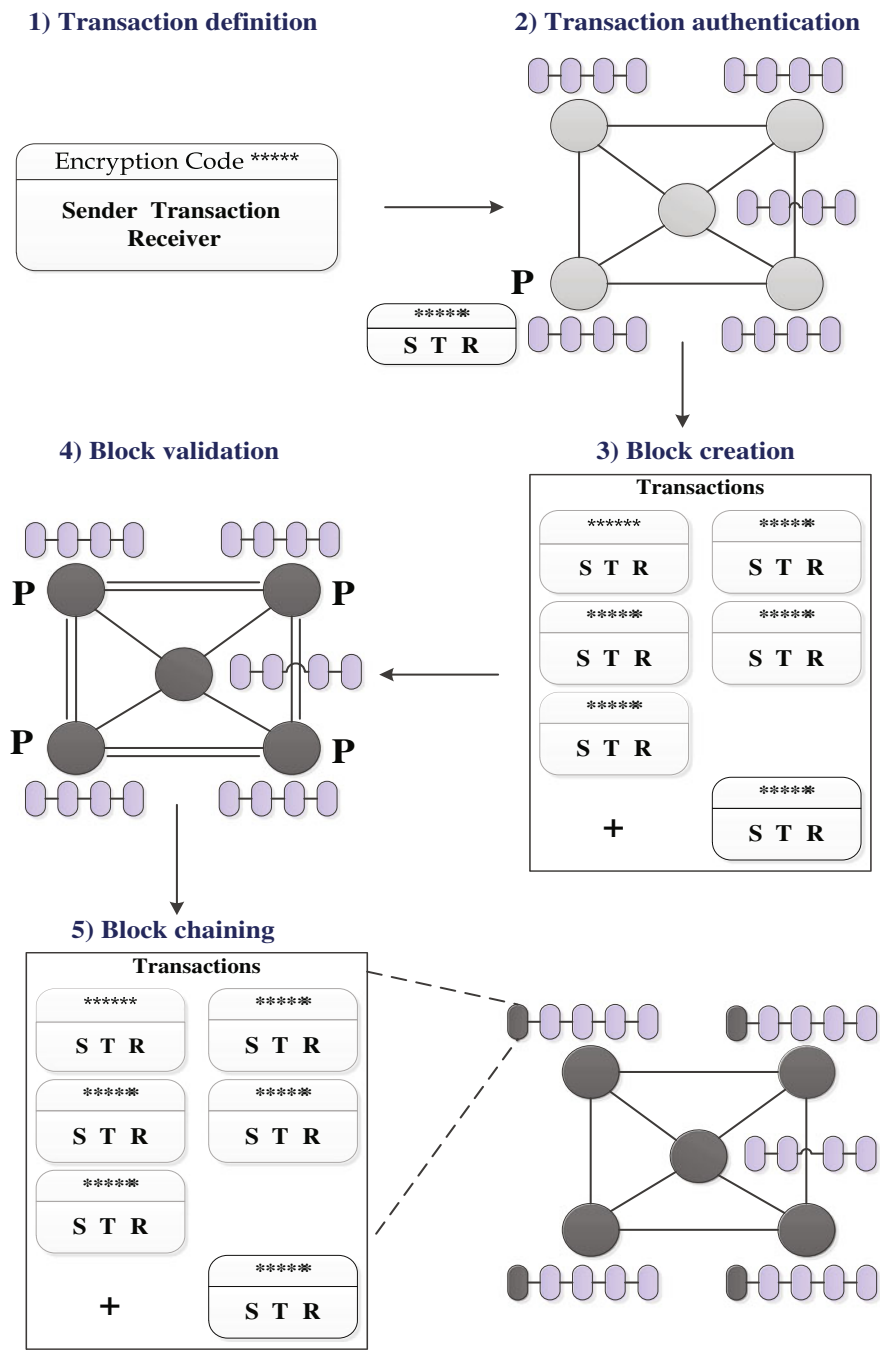 1) Transaction definition
Encryption Code *****
Sender Transaction
Receiver
2) Transaction authentication
P
******
S T R
3) Block creation
Transactions
******
S T R
******
S T R
******
S T R
******
S T R
******
S T R
+
******
S T R
4) Block validation
P
P
P
P
5) Block chaining
Transactions
******
S T R
******
S T R
******
S T R
******
S T R
******
S T R
+
******
S T R